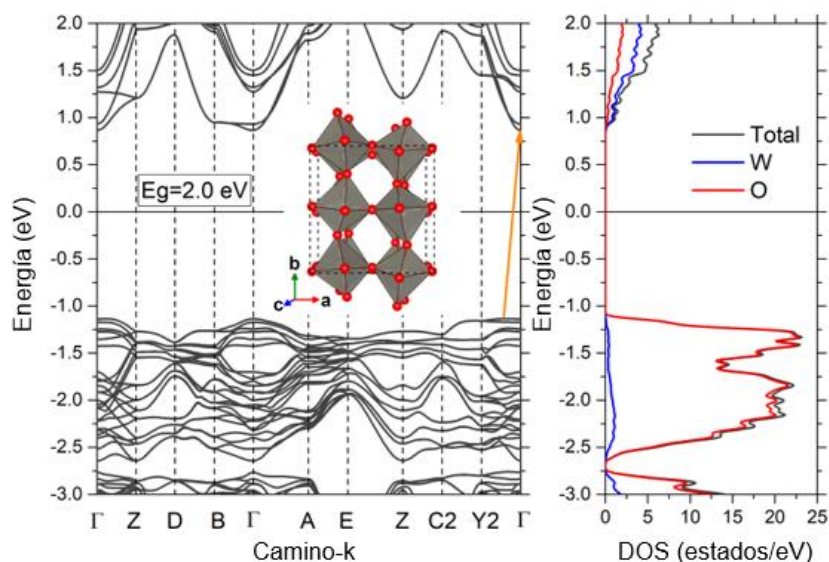 2.0
1.5
1.0
0.5
0.0
-0.5
-1.0
-1.5
-2.0
-2.5
-3.0
Energía (eV)
Eg=2.0 eV
b
c
a
Γ Z D B Γ A E Z C2 Y2 Γ
Camino-k
2.0
1.5
1.0
0.5
0.0
-0.5
-1.0
-1.5
-2.0
-2.5
-3.0
Energía (eV)
Total
W
O
0 5 10 15 20 25
DOS (estados/eV)